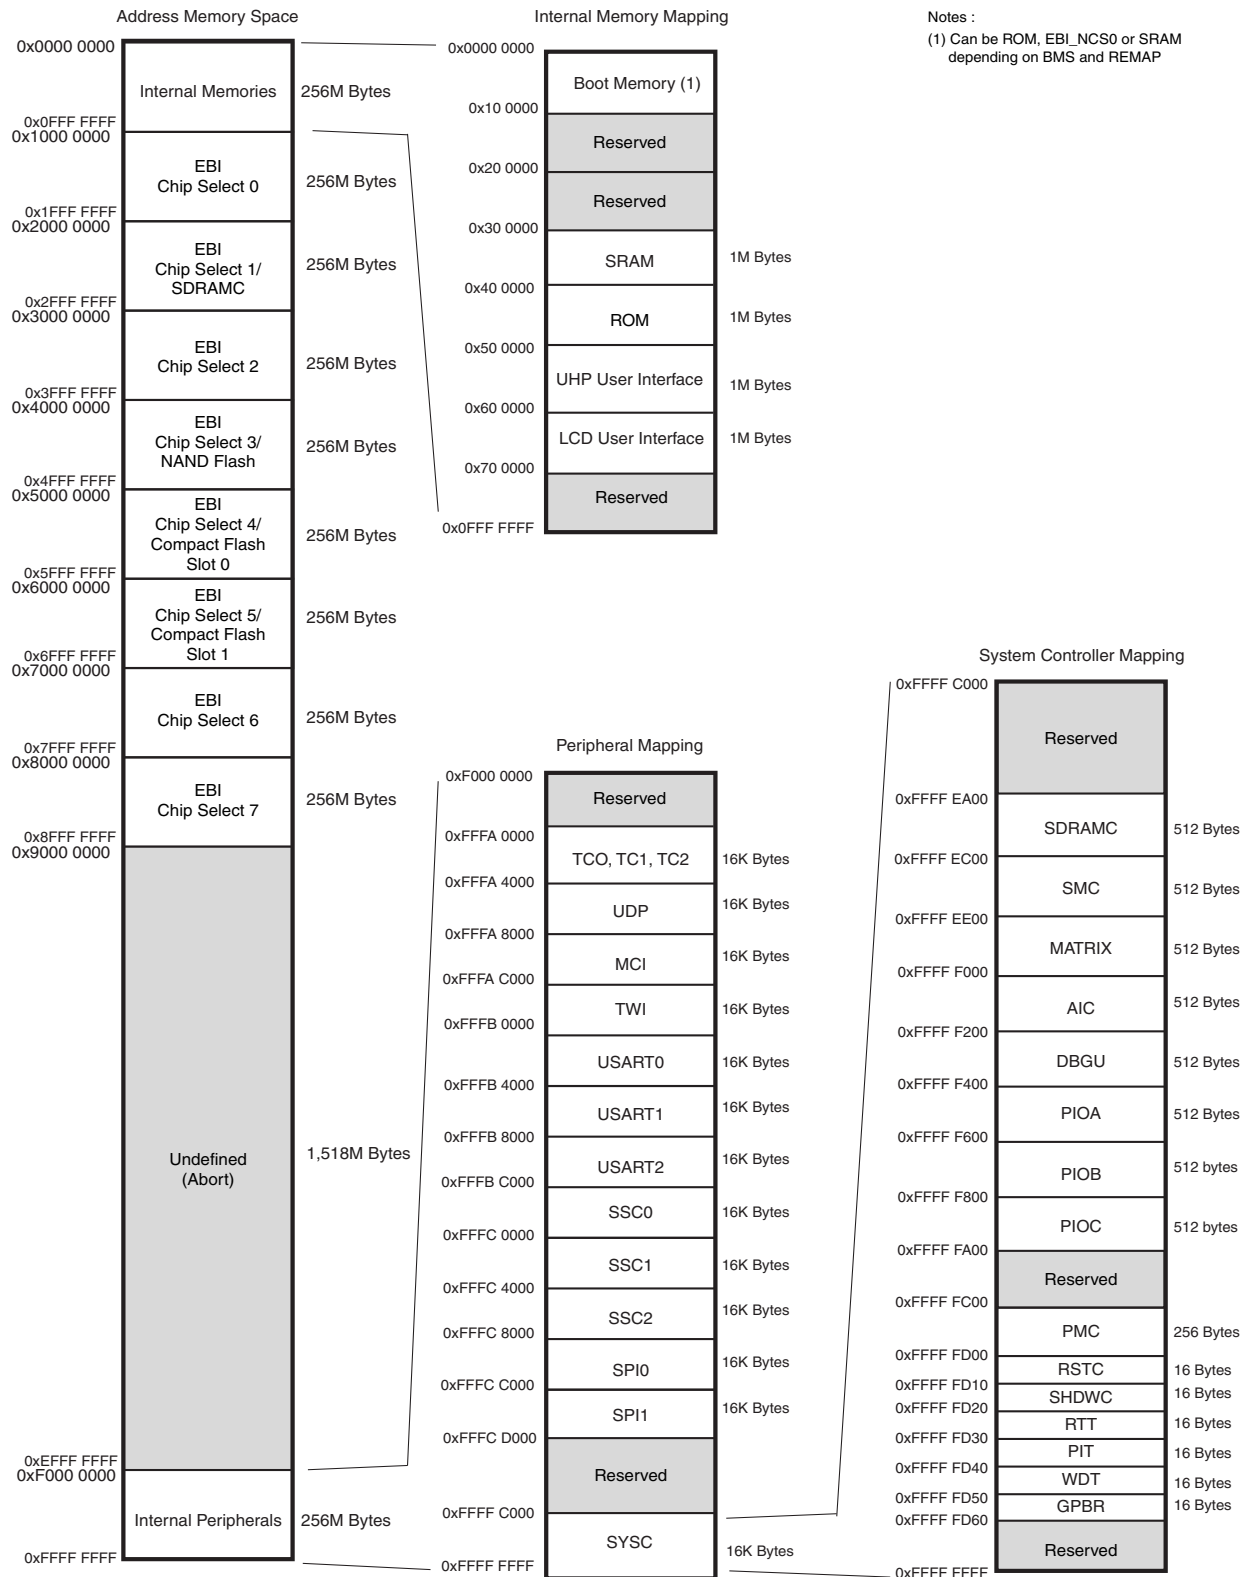 Address Memory Space
0x0000 0000
Internal Memories
256M Bytes
0x0FFF FFFF
0x1000 0000
EBI
Chip Select 0
256M Bytes
0x1FFF FFFF
0x2000 0000
EBI
Chip Select 1/
SDRAMC
256M Bytes
0x2FFF FFFF
0x3000 0000
EBI
Chip Select 2
256M Bytes
0x3FFF FFFF
0x4000 0000
EBI
Chip Select 3/
NAND Flash
256M Bytes
0x4FFF FFFF
0x5000 0000
EBI
Chip Select 4/
Compact Flash
Slot 0
256M Bytes
0x5FFF FFFF
0x6000 0000
EBI
Chip Select 5/
Compact Flash
Slot 1
256M Bytes
0x6FFF FFFF
0x7000 0000
EBI
Chip Select 6
256M Bytes
0x7FFF FFFF
0x8000 0000
EBI
Chip Select 7
256M Bytes
0x8FFF FFFF
0x9000 0000
Undefined
(Abort)
1,518M Bytes
0xEFFF FFFF
0xF000 0000
Internal Peripherals
256M Bytes
0xFFFF FFFF
Internal Memory Mapping
0x0000 0000
Boot Memory (1)
0x10 0000
Reserved
0x20 0000
Reserved
0x30 0000
SRAM
1M Bytes
0x40 0000
ROM
1M Bytes
0x50 0000
UHP User Interface
1M Bytes
0x60 0000
LCD User Interface
1M Bytes
0x70 0000
Reserved
0x0FFF FFFF
Notes :
(1) Can be ROM, EBI_NCS0 or SRAM
depending on BMS and REMAP
Peripheral Mapping
0xF000 0000
Reserved
0xFFFA 0000
TCO, TC1, TC2
16K Bytes
0xFFFA 4000
UDP
16K Bytes
0xFFFA 8000
MCI
16K Bytes
0xFFFA C000
TWI
16K Bytes
0xFFFB 0000
USART0
16K Bytes
0xFFFB 4000
USART1
16K Bytes
0xFFFB 8000
USART2
16K Bytes
0xFFFB C000
SSC0
16K Bytes
0xFFFC 0000
SSC1
16K Bytes
0xFFFC 4000
SSC2
16K Bytes
0xFFFC 8000
SPI0
16K Bytes
0xFFFC C000
SPI1
16K Bytes
0xFFFC D000
Reserved
0xFFFF C000
SYSC
16K Bytes
0xFFFF FFFF
System Controller Mapping
0xFFFF C000
Reserved
0xFFFF EA00
SDRAMC
512 Bytes
0xFFFF EC00
SMC
512 Bytes
0xFFFF EE00
MATRIX
512 Bytes
0xFFFF F000
AIC
512 Bytes
0xFFFF F200
DBGU
512 Bytes
0xFFFF F400
PIOA
512 Bytes
0xFFFF F600
PIOB
512 bytes
0xFFFF F800
PIOC
512 bytes
0xFFFF FA00
Reserved
0xFFFF FC00
PMC
256 Bytes
0xFFFF FD00
RSTC
16 Bytes
0xFFFF FD10
SHDWC
16 Bytes
0xFFFF FD20
RTT
16 Bytes
0xFFFF FD30
PIT
16 Bytes
0xFFFF FD40
WDT
16 Bytes
0xFFFF FD50
GPBR
16 Bytes
0xFFFF FD60
Reserved
0xFFFF FFFF